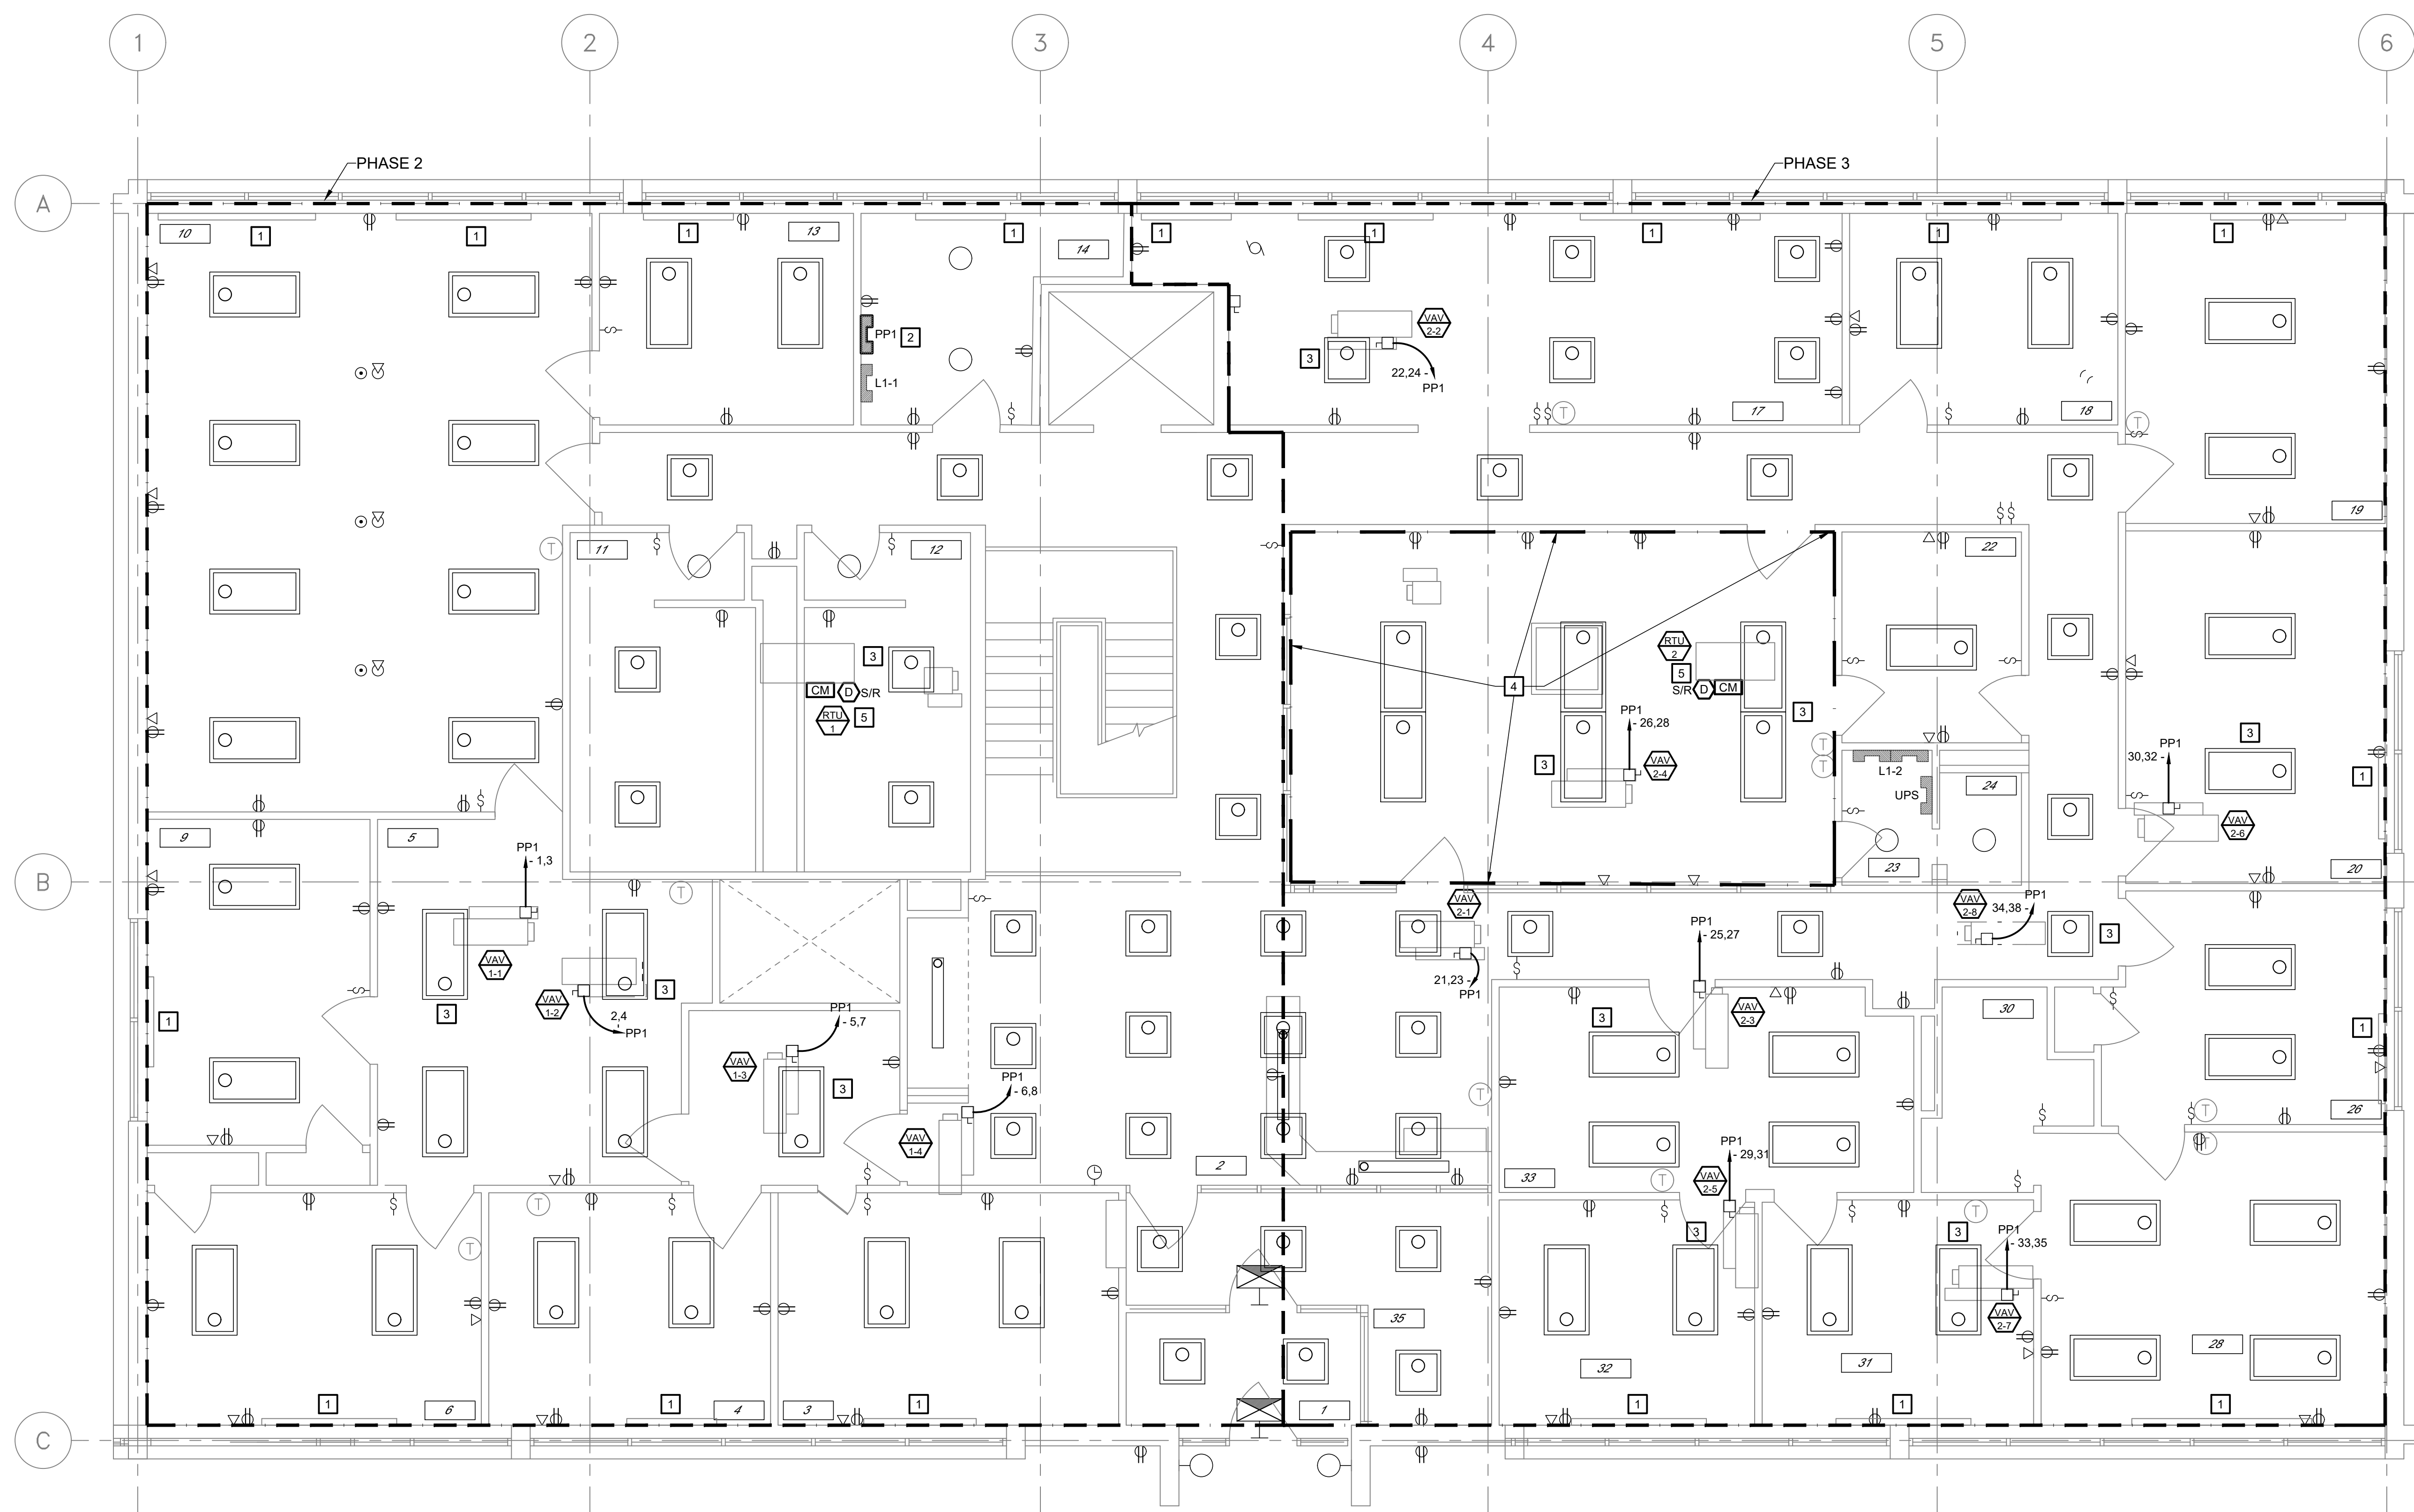 1 2 3 4 5 6
PHASE 2 PHASE 3
A
10 1 1 1 13 1 14 1 1 1 1 1
PP1 2
L1-1
VAV
2-2
3
22,24 -
PP1
17 T 18 T
19
T 11 12 22
3
CM D S/R
RTU
1
5
RTU
2
5
S/R D CM
4
3
PP1
- 26,28
3
VAV
2-4
T
T
L1-2
UPS
24
23
PP1
30,32 -
3
1
VAV
2-6
20
9 5
PP1
- 1,3
B
T
VAV
1-1
3
1
VAV
1-2
3
2,4
-
PP1
PP1
- 5,7
VAV
1-3
3
PP1
- 6,8
VAV
1-4
VAV
2-1
21,23 -
PP1
PP1
- 25,27
VAV
2-3
3
VAV
2-8
34,38 -
PP1
3
30
1
T
26
T
T
2
33
T
PP1
- 29,31
VAV
2-5
3
T
T
T
3
PP1
- 33,35
VAV
2-7
35
32
31
28
1 6 1 4 3 1 1 1 1 1
C